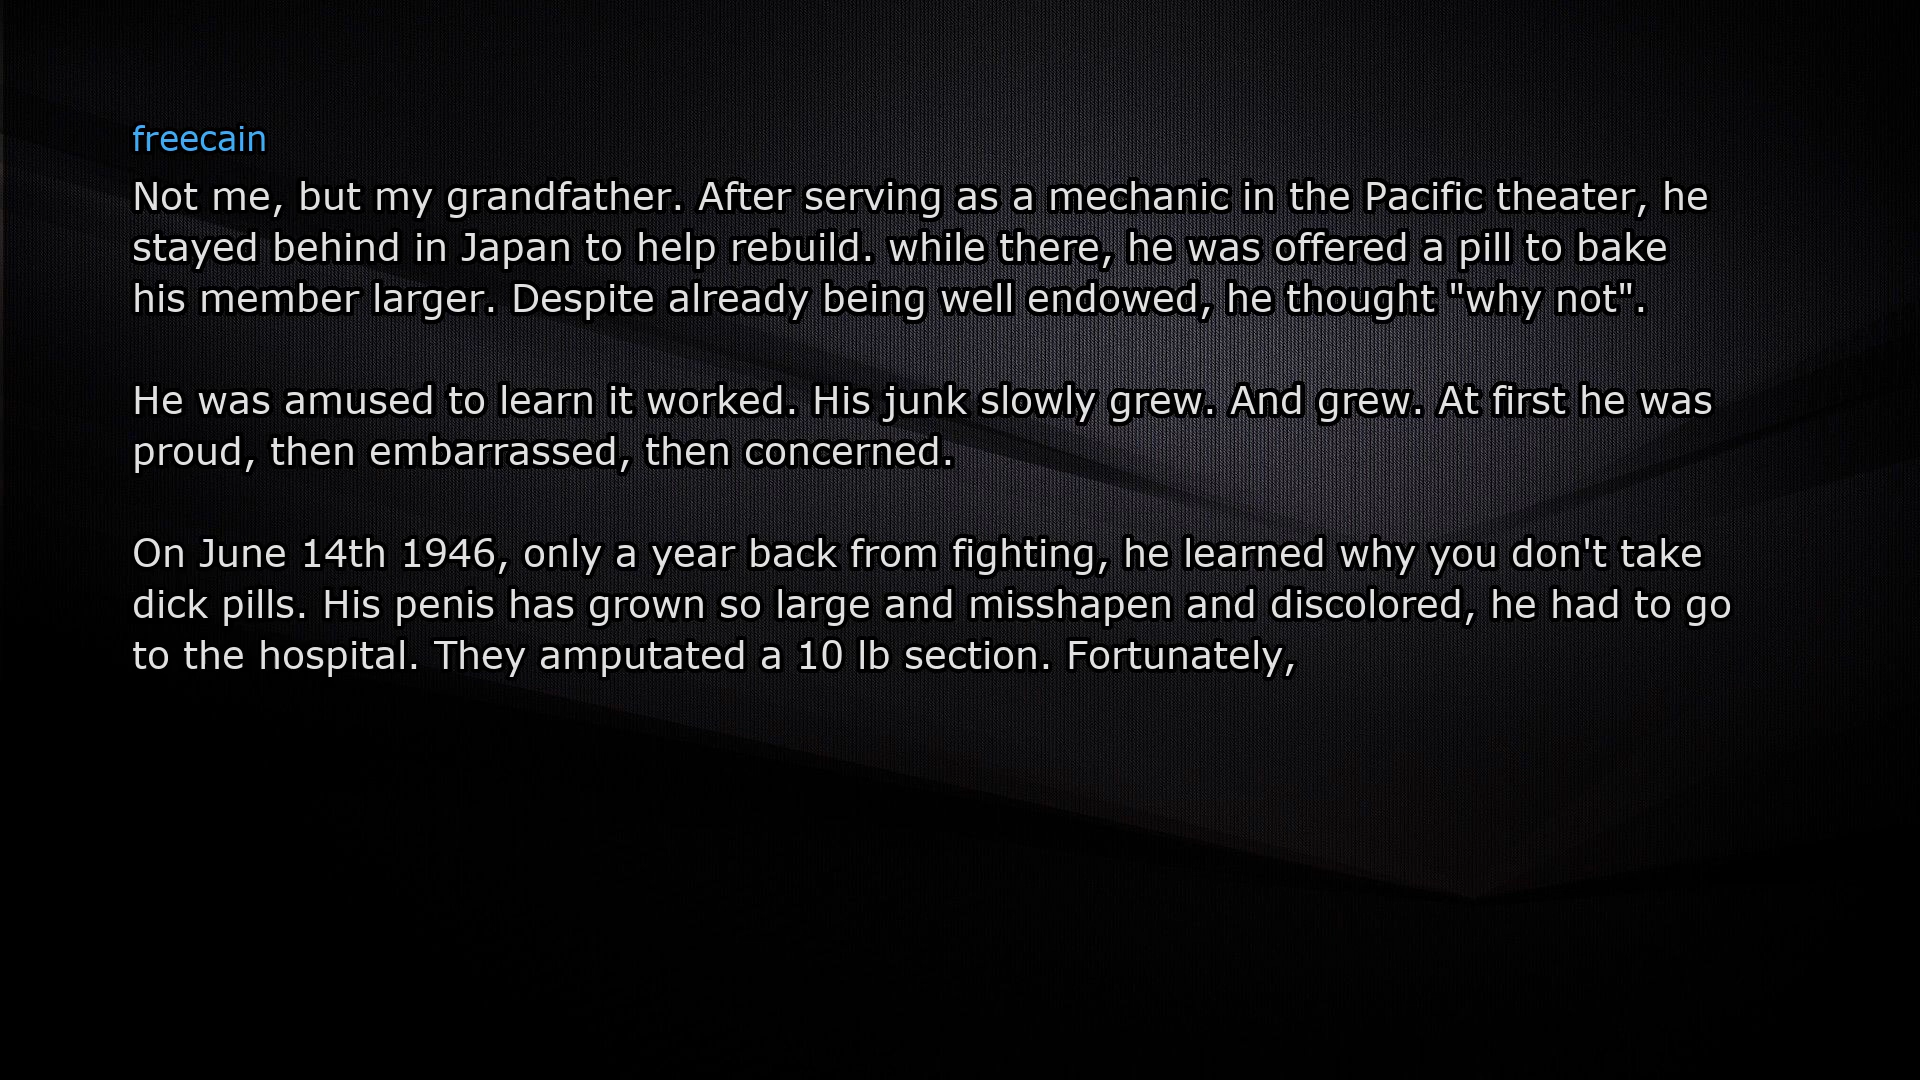 freecain
Not me, but my grandfather. After serving as a mechanic in the Pacific theater, he
stayed behind in Japan to help rebuild. while there, he was offered a pill to bake
his member larger. Despite already being well endowed, he thought "why not".
He was amused to learn it worked. His junk slowly grew. And grew. At first he was
proud, then embarrassed, then concerned.
On June 14th 1946, only a year back from fighting, he learned why you don't take
dick pills. His penis has grown so large and misshapen and discolored, he had to go
to the hospital. They amputated a 10 lb section. Fortunately,